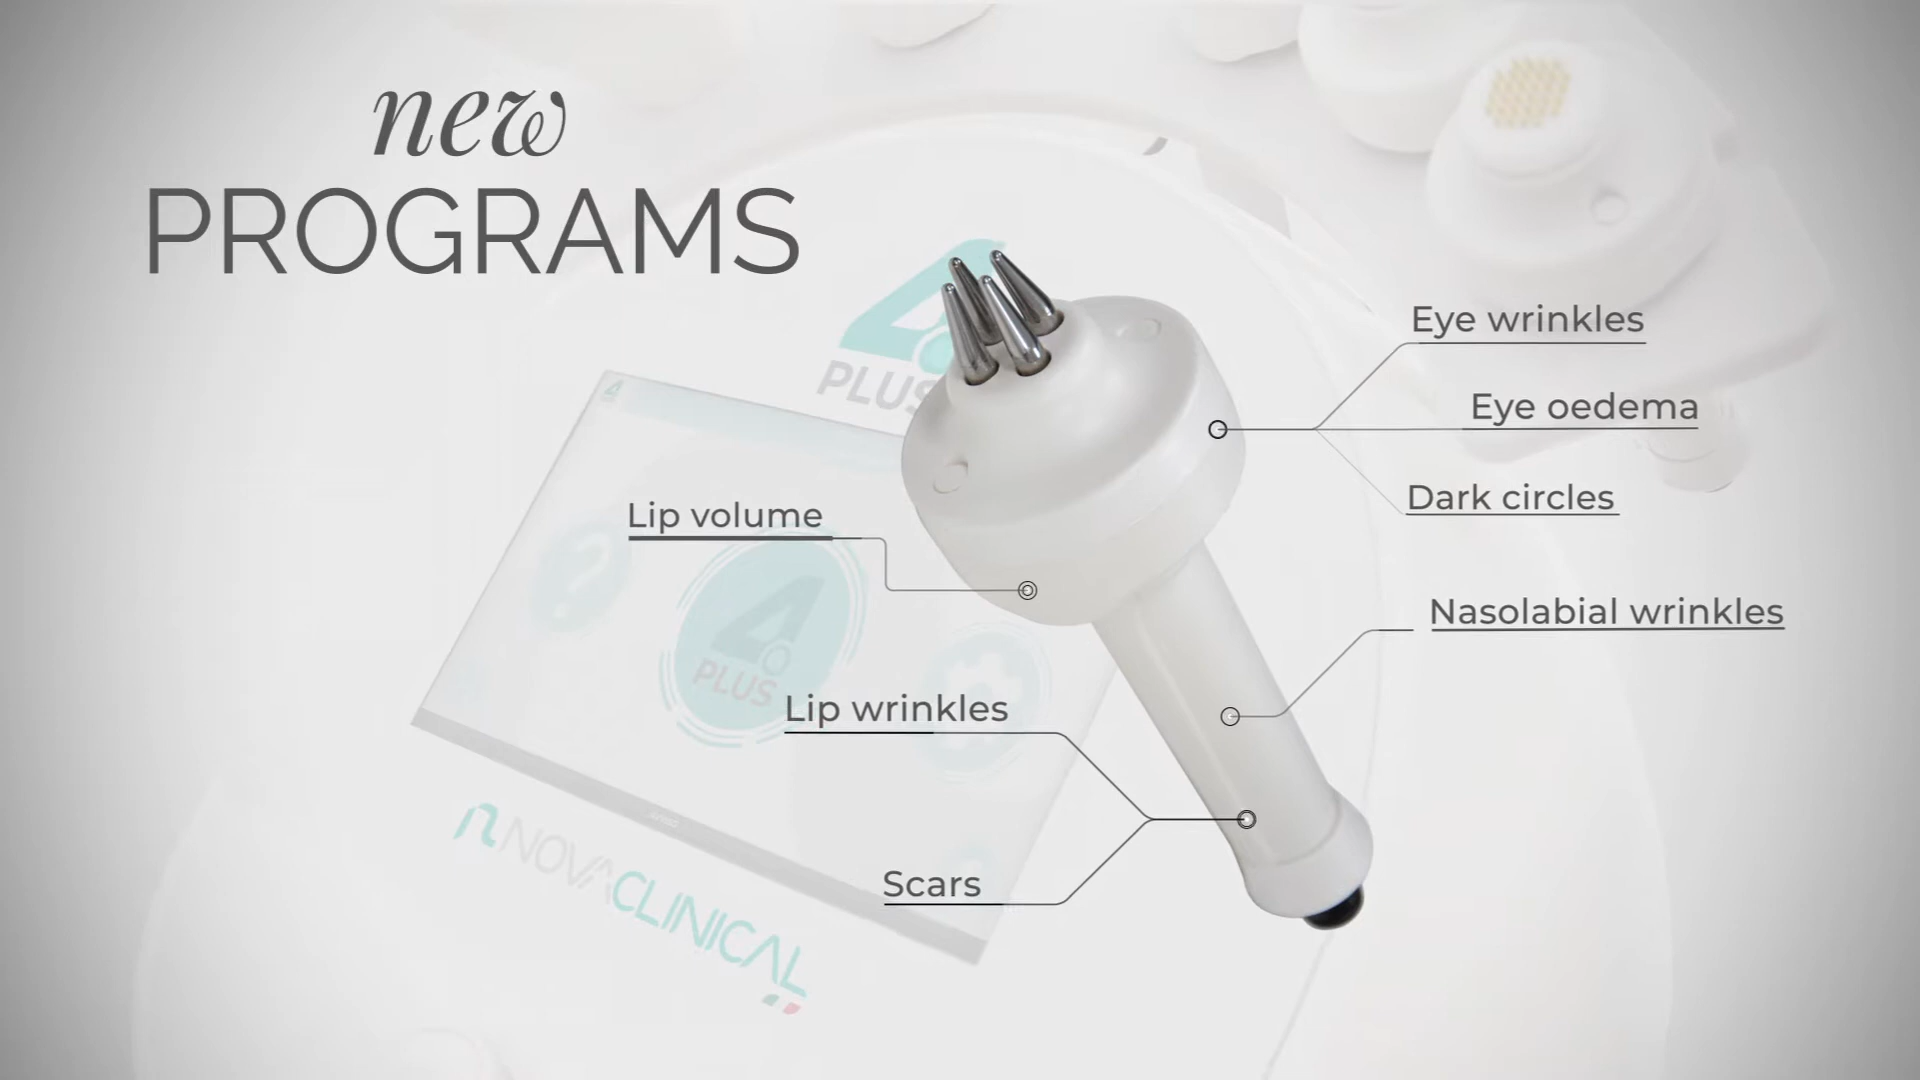 new
PROGRAMS
PLUS
Eye wrinkles
Eye oedema
Dark circles
Lip volume
PLUS
Nasolabial wrinkles
Lip wrinkles
Scars
NOVACLINICAL